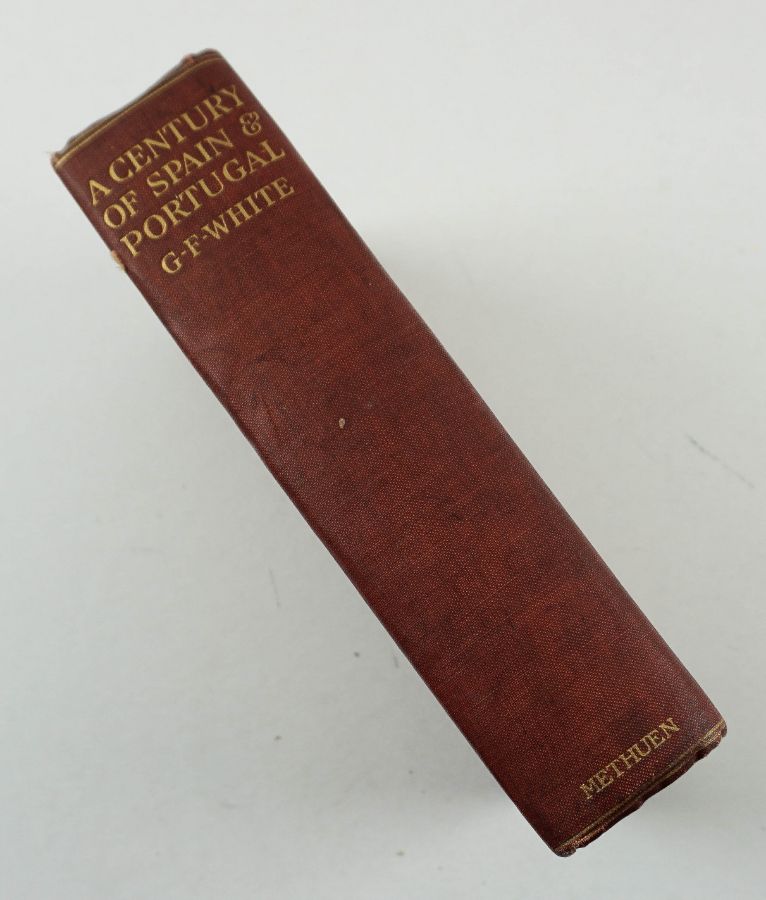 A CENTURY
OF SPAIN &
PORTUGAL
G-F-WHITE
METHUEN